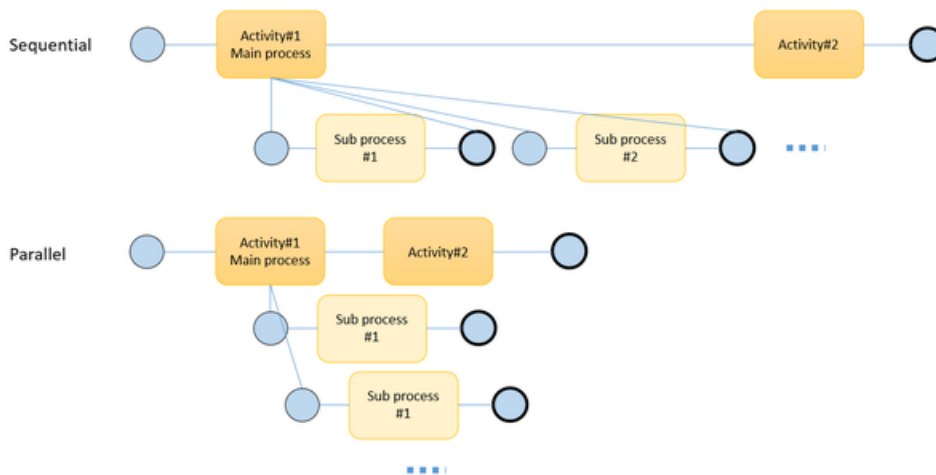 Sequential
Activity#1
Main process
Activity#2
Sub process
#1
Sub process
#2
Parallel
Activity#1
Main process
Activity#2
Sub process
#1
Sub process
#1